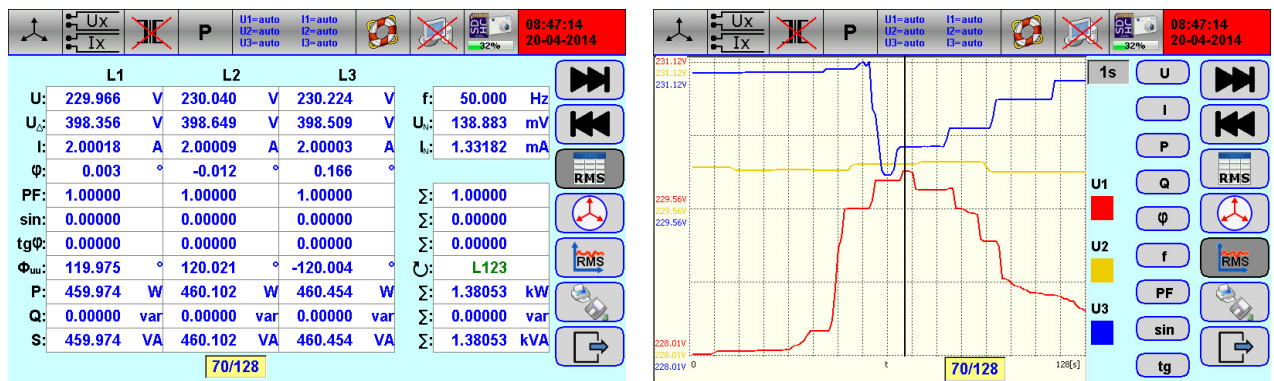 Ux
Ix
P
U1=auto I1=auto
U2=auto I2=auto
U3=auto I3=auto
SD HC
32%
08:47:14
20-04-2014
L1 L2 L3
U: 229.966 V 230.040 V 230.224 V f: 50.000 Hz
U△: 398.356 V 398.649 V 398.509 V UN: 138.883 mV
I: 2.00018 A 2.00009 A 2.00003 A IN: 1.33182 mA
φ: 0.003 ° -0.012 ° 0.166 °
PF: 1.00000 1.00000 1.00000 Σ: 1.00000
sin: 0.00000 0.00000 0.00000 Σ: 0.00000
tgφ: 0.00000 0.00000 0.00000 Σ: 0.00000
Φuu: 119.975 ° 120.021 ° -120.004 ° L123
P: 459.974 W 460.102 W 460.454 W Σ: 1.38053 kW
Q: 0.00000 var 0.00000 var 0.00000 var Σ: 0.00000 var
S: 459.974 VA 460.102 VA 460.454 VA Σ: 1.38053 kVA
70/128
RMS
RMS
Ux
Ix
P
U1=auto I1=auto
U2=auto I2=auto
U3=auto I3=auto
SD HC
32%
08:47:14
20-04-2014
231.12V
231.12V
231.12V
229.56V
229.56V
229.56V
228.01V
228.01V
228.01V
0 t 128[s]
70/128
1s
U1
U2
U3
U
I
P
Q
φ
f
PF
sin
tg
RMS
RMS